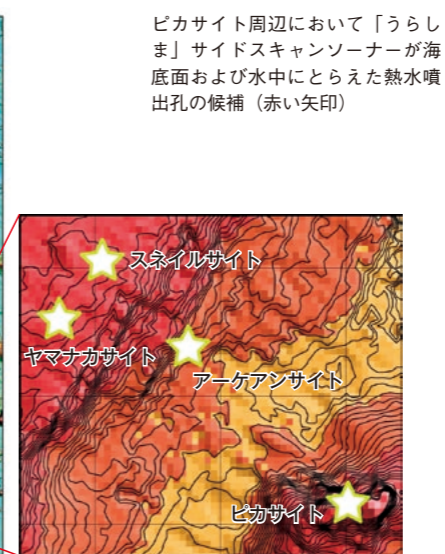 ピカサイト周辺において「うらし
ま」サイドスキャンソーナーが海
底面および水中にとらえた熱水噴
出孔の候補（赤い矢印）
スネイルサイト
ヤマナカサイト
アーケアンサイト
ピカサイト